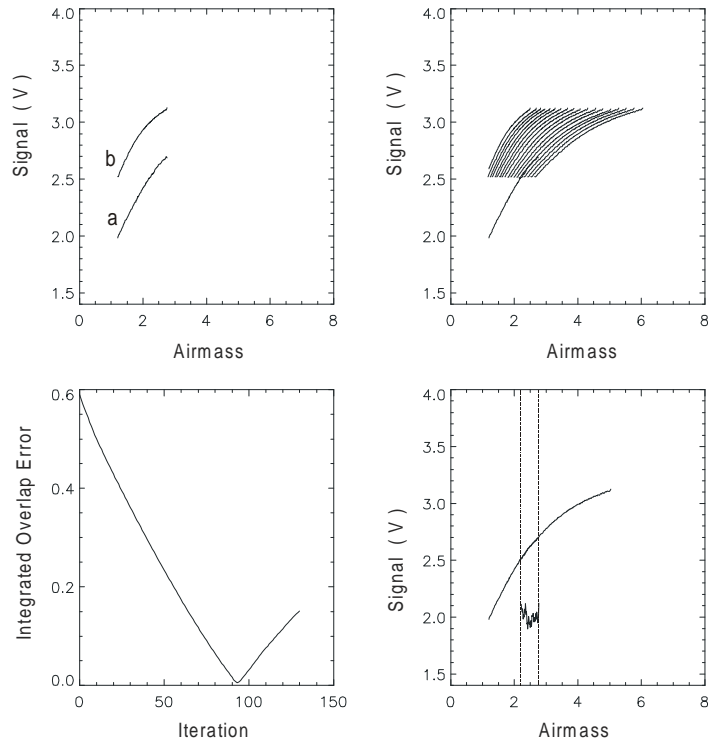 4.0
3.5
3.0
2.5
2.0
1.5
Signal (V)
b
a
0 2 4 6 8
Airmass
4.0
3.5
3.0
2.5
2.0
1.5
Signal (V)
0 2 4 6 8
Airmass
0.6
0.4
0.2
0.0
Integrated Overlap Error
0 50 100 150
Iteration
4.0
3.5
3.0
2.5
2.0
1.5
Signal (V)
0 2 4 6 8
Airmass